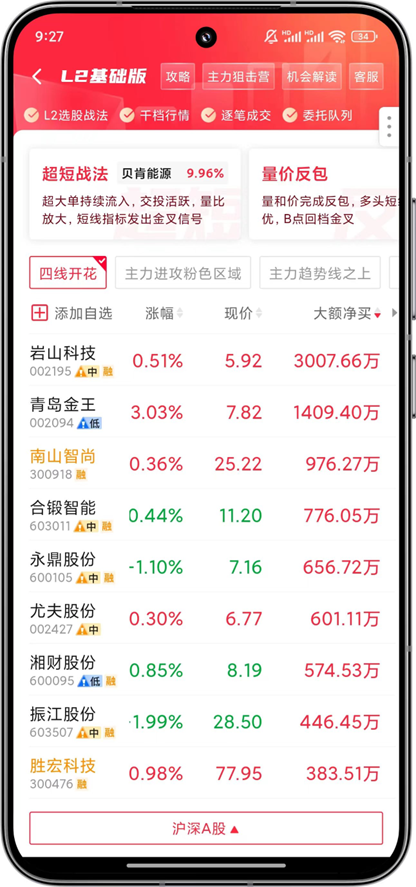 9:27 HD HD 34
L2基础版 攻略 主力狙击营 机会解读 客服
L2选股战法 千档行情 逐笔成交 委托队列
超短战法 贝肯能源 9.96%
超大单持续流入，交投活跃，量比
放大，短线指标发出金叉信号
量价反包
量和价完成反包，多头短
优，B点回档金叉
四线开花 主力进攻粉色区域 主力趋势线之上
添加自选 涨幅 现价 大额净买
岩山科技 0.51% 5.92 3007.66万
002195 中 融
青岛金王 3.03% 7.82 1409.40万
002094 低
南山智尚 0.36% 25.22 976.27万
300918 融
合锻智能 0.44% 11.20 776.05万
603011 中 融
永鼎股份 -1.10% 7.16 656.72万
600105 中 融
尤夫股份 0.30% 6.77 601.11万
002427 中
湘财股份 0.85% 8.19 574.53万
600095 低 融
振江股份 1.99% 28.50 446.45万
603507 中 融
胜宏科技 0.98% 77.95 383.51万
300476 融
沪深A股